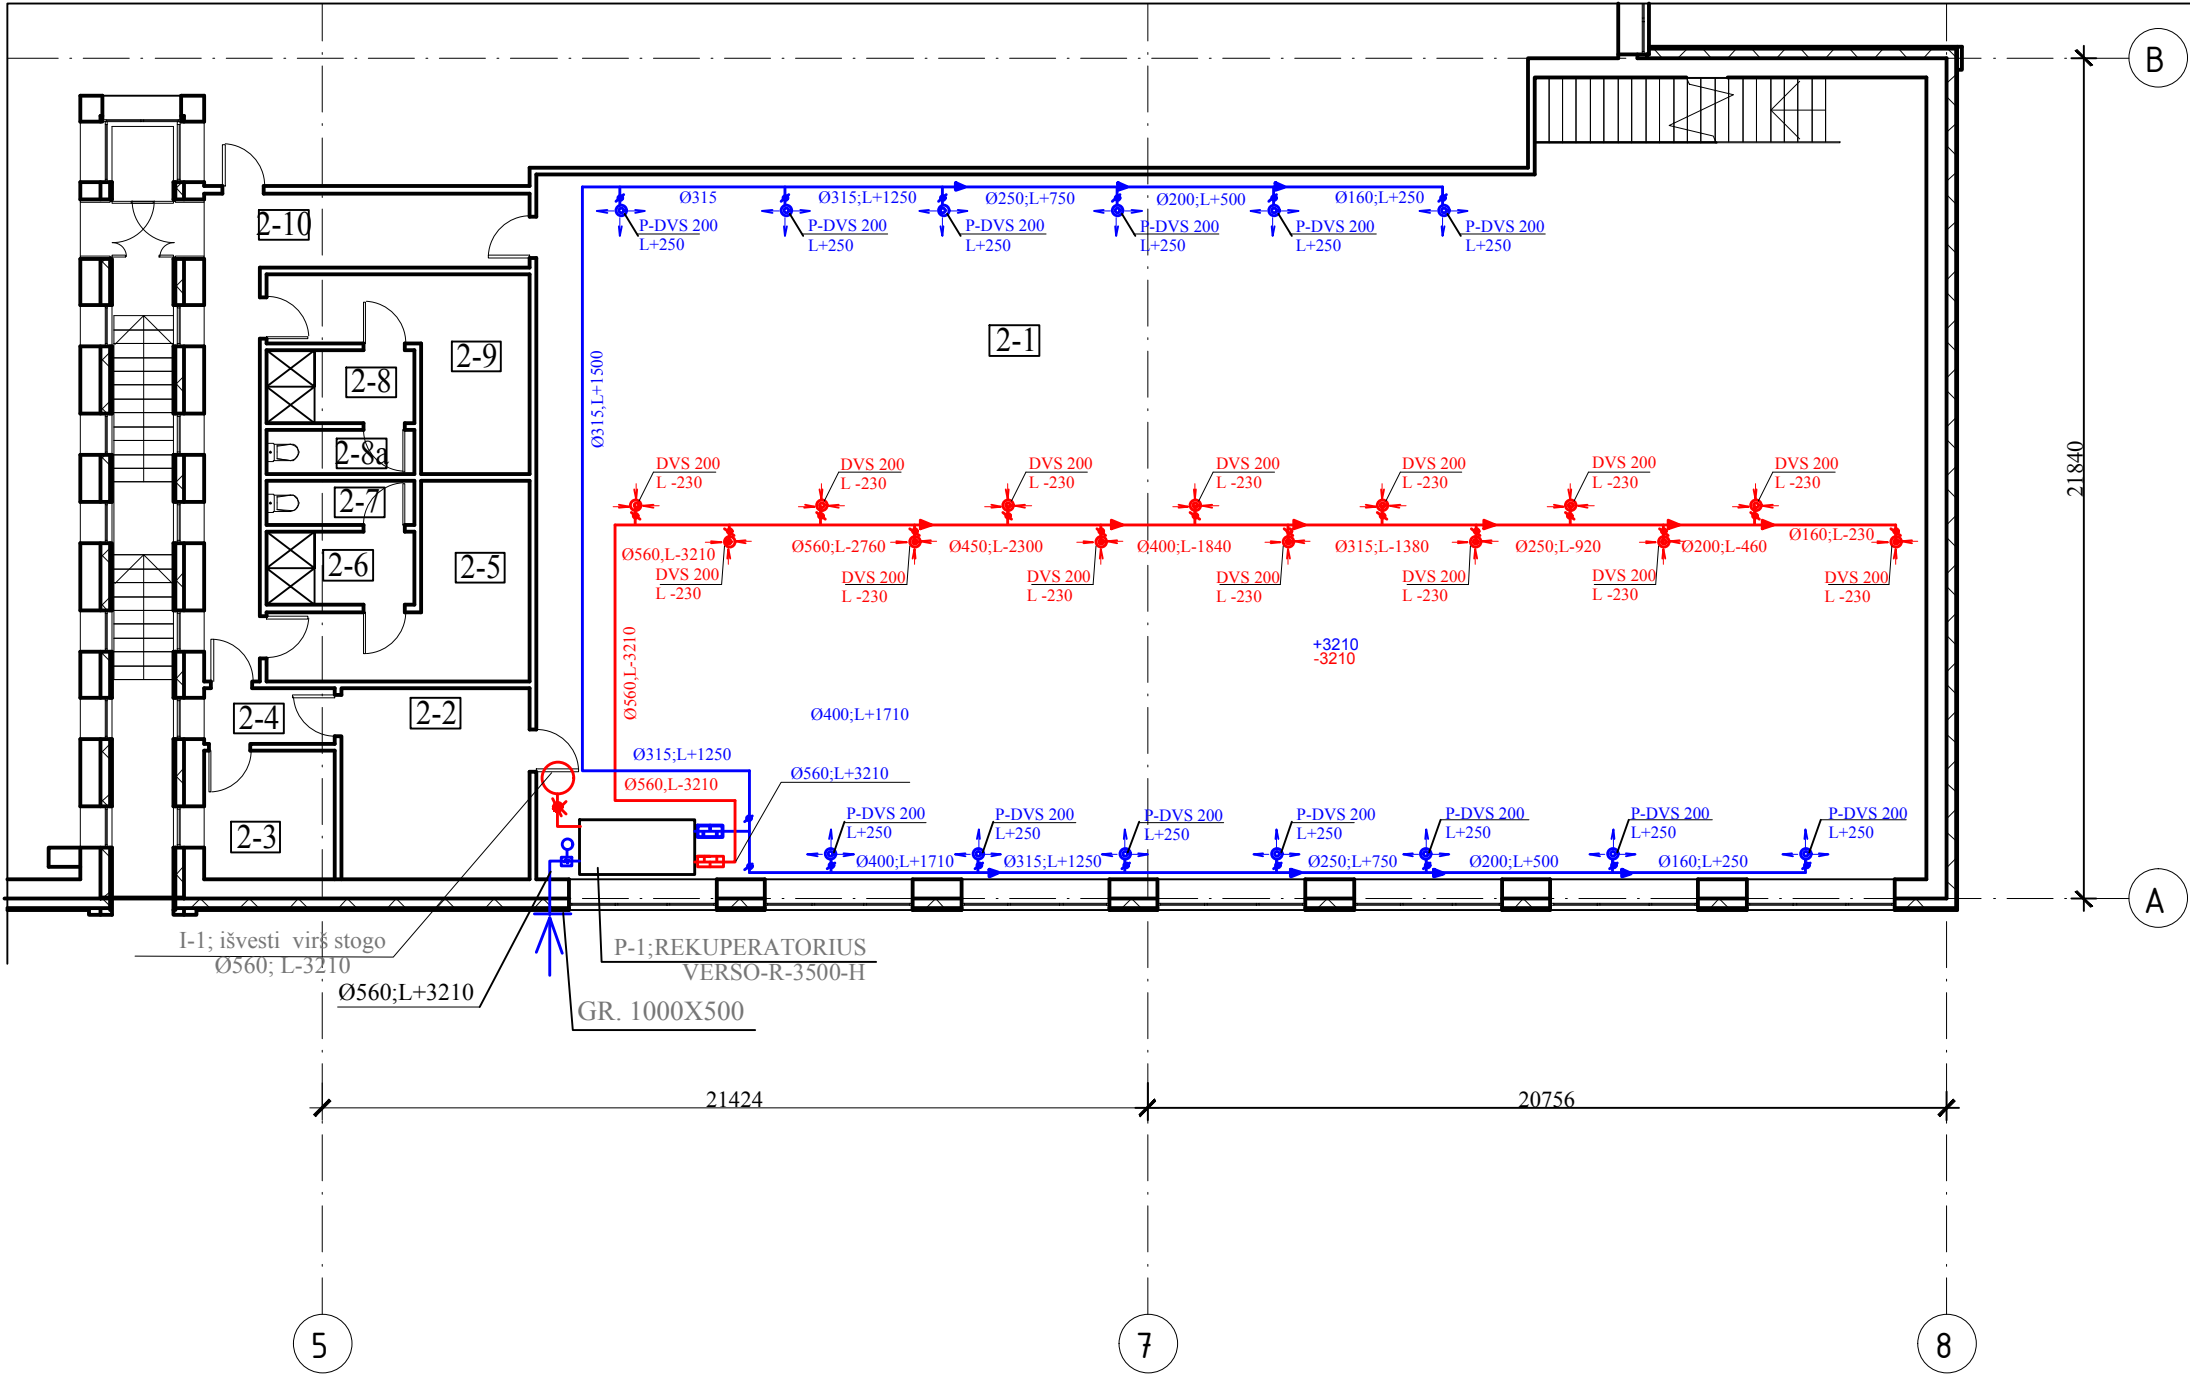 B
2-10
Ø315
Ø315;L+1250
Ø250;L+750
Ø200;L+500
Ø160;L+250
P-DVS 200
L+250
P-DVS 200
L+250
P-DVS 200
L+250
P-DVS 200
L+250
P-DVS 200
L+250
P-DVS 200
L+250
2-1
2-9
2-8
2-8a
2-7
2-6
2-5
Ø315,L+1500
21840
DVS 200
L -230
DVS 200
L -230
DVS 200
L -230
DVS 200
L -230
DVS 200
L -230
DVS 200
L -230
DVS 200
L -230
Ø560,L-3210
Ø560;L-2760
Ø450;L-2300
Ø400;L-1840
Ø315;L-1380
Ø250;L-920
Ø200;L-460
Ø160;L-230
DVS 200
L -230
DVS 200
L -230
DVS 200
L -230
DVS 200
L -230
DVS 200
L -230
DVS 200
L -230
DVS 200
L -230
Ø560,L-3210
+3210
-3210
2-4
2-2
2-3
Ø400;L+1710
Ø315;L+1250
Ø560,L-3210
Ø560;L+3210
P-DVS 200
L+250
P-DVS 200
L+250
P-DVS 200
L+250
P-DVS 200
L+250
P-DVS 200
L+250
P-DVS 200
L+250
P-DVS 200
L+250
Ø400;L+1710
Ø315;L+1250
Ø250;L+750
Ø200;L+500
Ø160;L+250
A
I-1; išvesti virš stogo
Ø560; L-3210
Ø560;L+3210
P-1;REKUPERATORIUS
VERSO-R-3500-H
GR. 1000X500
21424
20756
5
7
8